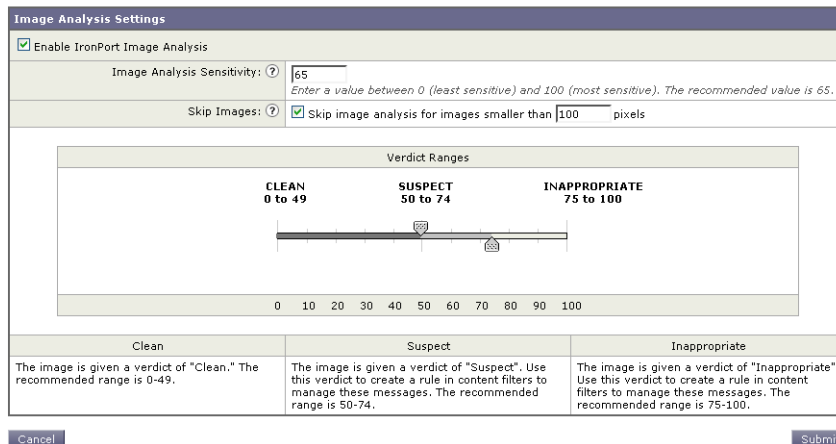 Image Analysis Settings
Enable IronPort Image Analysis
Image Analysis Sensitivity: ? 65
Enter a value between 0 (least sensitive) and 100 (most sensitive). The recommended value is 65.
Skip Images: ? Skip image analysis for images smaller than 100 pixels
Verdict Ranges
CLEAN SUSPECT INAPPROPRIATE
0 to 49 50 to 74 75 to 100
0 10 20 30 40 50 60 70 80 90 100
Clean Suspect Inappropriate
The image is given a verdict of "Clean." The
recommended range is 0-49.
The image is given a verdict of "Suspect". Use
this verdict to create a rule in content filters to
manage these messages. The recommended
range is 50-74.
The image is given a verdict of "Inappropriate"
Use this verdict to create a rule in content
filters to manage these messages. The
recommended range is 75-100.
Cancel